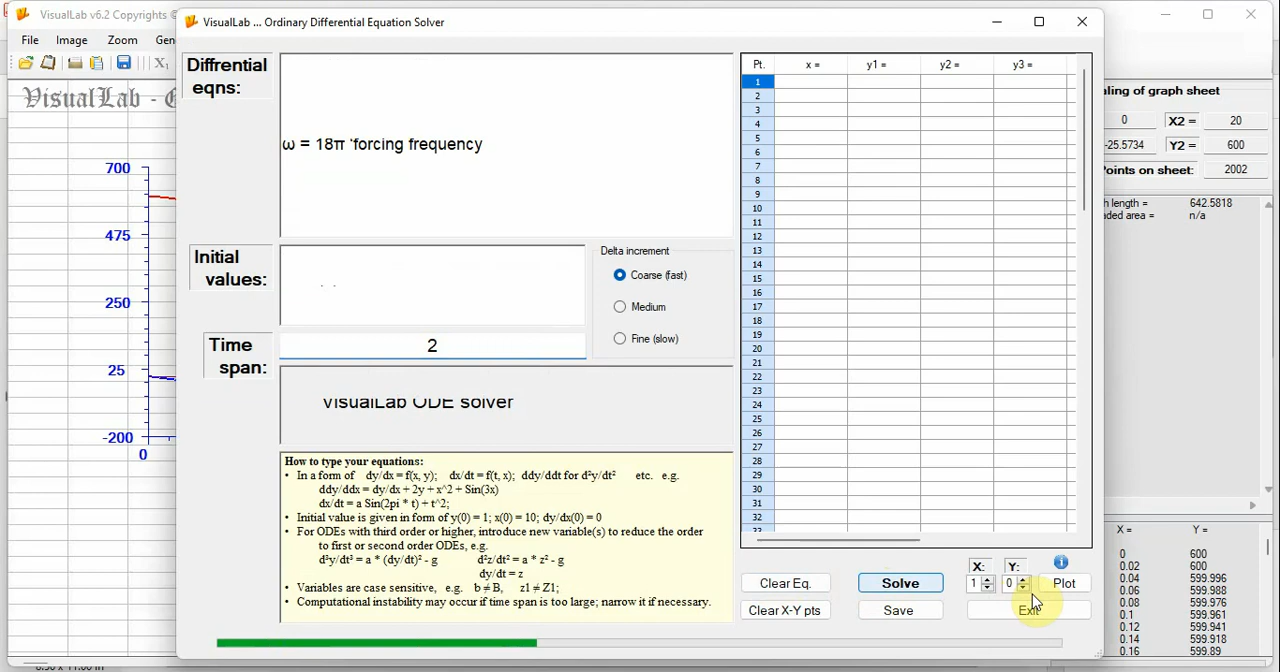 VisualLab v6.2 Copyrights ©
VisualLab ... Ordinary Differential Equation Solver
File Image Zoom Gen
VisualLab - G
700
475
250
25
-200
0
Diffrential
eqns:
ω = 18π 'forcing frequency
Initial
values:
Delta increment
Coarse (fast)
Medium
Fine (slow)
Time
span:
2
VisualLab ODE solver
How to type your equations:
• In a form of dy/dx = f(x, y); dx/dt = f(t, x); ddy/ddt for d²y/dt² etc. e.g.
ddy/ddx = dy/dx + 2y + x^2 + Sin(3x)
dx/dt = a Sin(2pi * t) + t^2;
• Initial value is given in form of y(0) = 1; x(0) = 10; dy/dx(0) = 0
• For ODEs with third order or higher, introduce new variable(s) to reduce the order
to first or second order ODEs, e.g.
d³y/dt³ = a * (dy/dt)² - g d²z/dt² = a * z² - g
dy/dt = z
• Variables are case sensitive, e.g. b ≠ B, z1 ≠ Z1;
• Computational instability may occur if time span is too large; narrow it if necessary.
Pt. x = y1 = y2 = y3 =
1
2
3
4
5
6
7
8
9
10
11
12
13
14
15
16
17
18
19
20
21
22
23
24
25
26
27
28
29
30
31
32
33
X: Y:
Clear Eq. Solve 1 0 Plot
Clear X-Y pts Save Exit
ling of graph sheet
0 X2 = 20
-25.5734 Y2 = 600
oints on sheet: 2002
h length = 642.5818
ded area = n/a
X = Y =
0 600
0.02 600
0.04 599.996
0.06 599.988
0.08 599.976
0.1 599.961
0.12 599.941
0.14 599.918
0.16 599.89